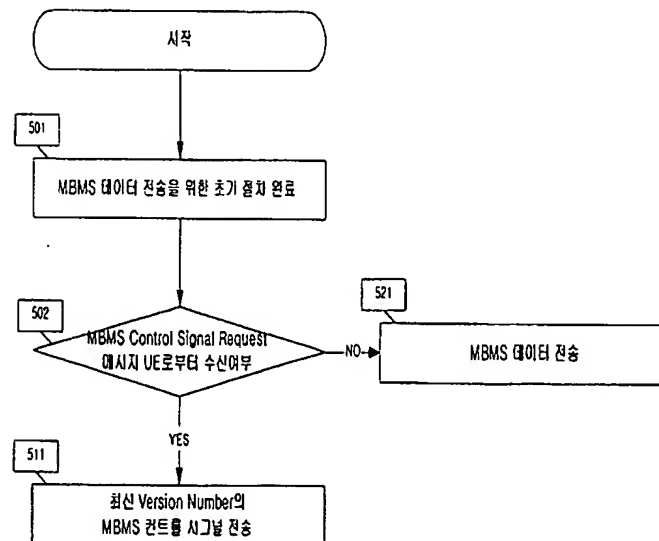 시작
501
MBMS 데이터 전송을 위한 초기 절차 완료
502
MBMS Control Signal Request
메시지 UE로부터 수신여부
NO
521
MBMS 데이터 전송
YES
511
최신 Version Number의
MBMS 컨트롤 시그널 전송